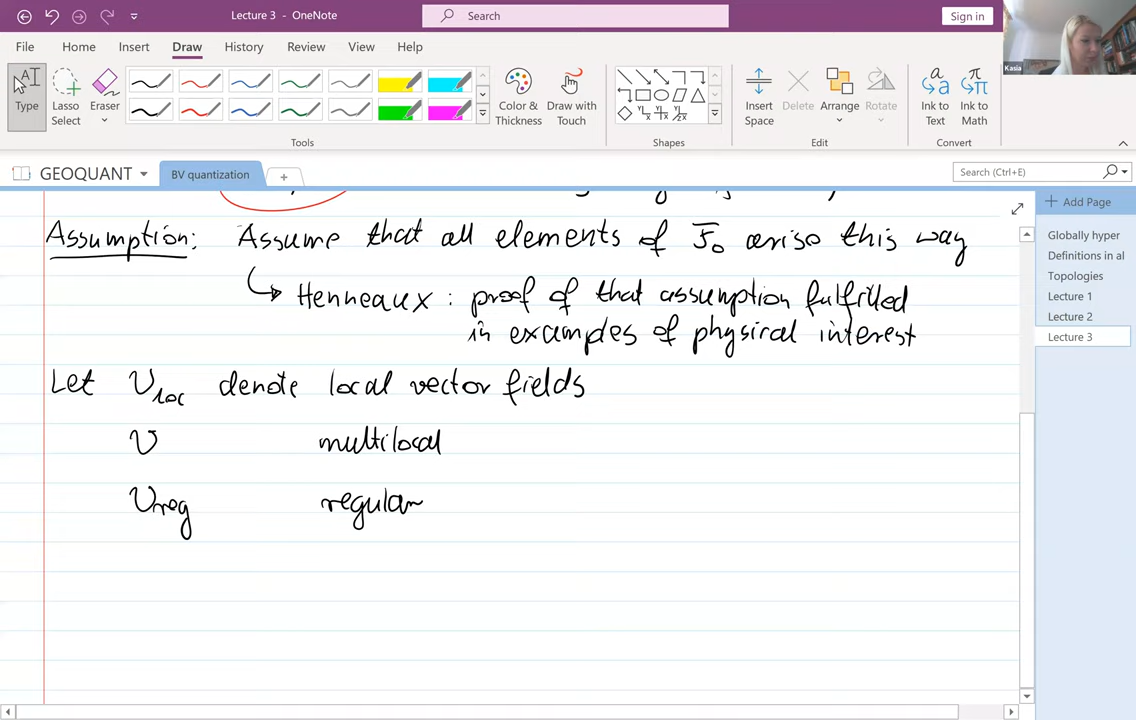 Lecture 3 - OneNote
Search
Sign in
Kasia
File Home Insert Draw History Review View Help
Type
Lasso Select
Eraser
Color & Thickness
Draw with Touch
Insert Space
Delete
Arrange
Rotate
Ink to Text
Ink to Math
Tools
Shapes
Edit
Convert
GEOQUANT
BV quantization
Search (Ctrl+E)
Add Page
Globally hyper
Definitions in al
Topologies
Lecture 1
Lecture 2
Lecture 3
Assumption: Assume that all elements of F₀ arise this way
↳ Henneaux : proof of that assumption fulfilled
in examples of physical interest
Let V_loc denote local vector fields
V multilocal
V_reg regular